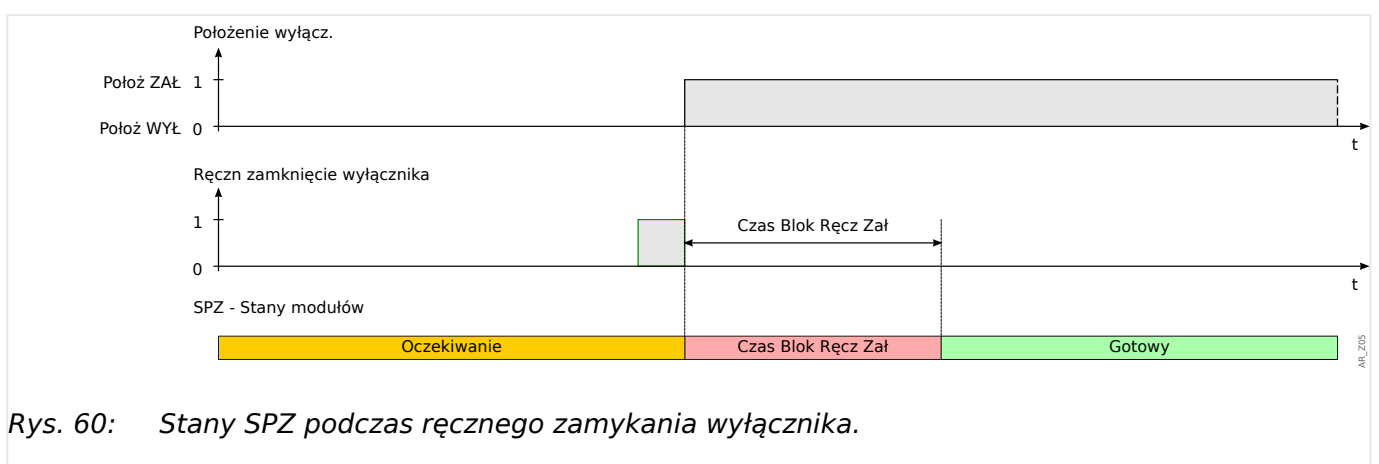 Położenie wyłącz.
Położ ZAŁ 1
Położ WYŁ 0
t
Ręczn zamknięcie wyłącznika
1
Czas Blok Ręcz Zał
0
t
SPZ - Stany modułów
Oczekiwanie Czas Blok Ręcz Zał Gotowy
AR_Z05
Rys. 60: Stany SPZ podczas ręcznego zamykania wyłącznika.